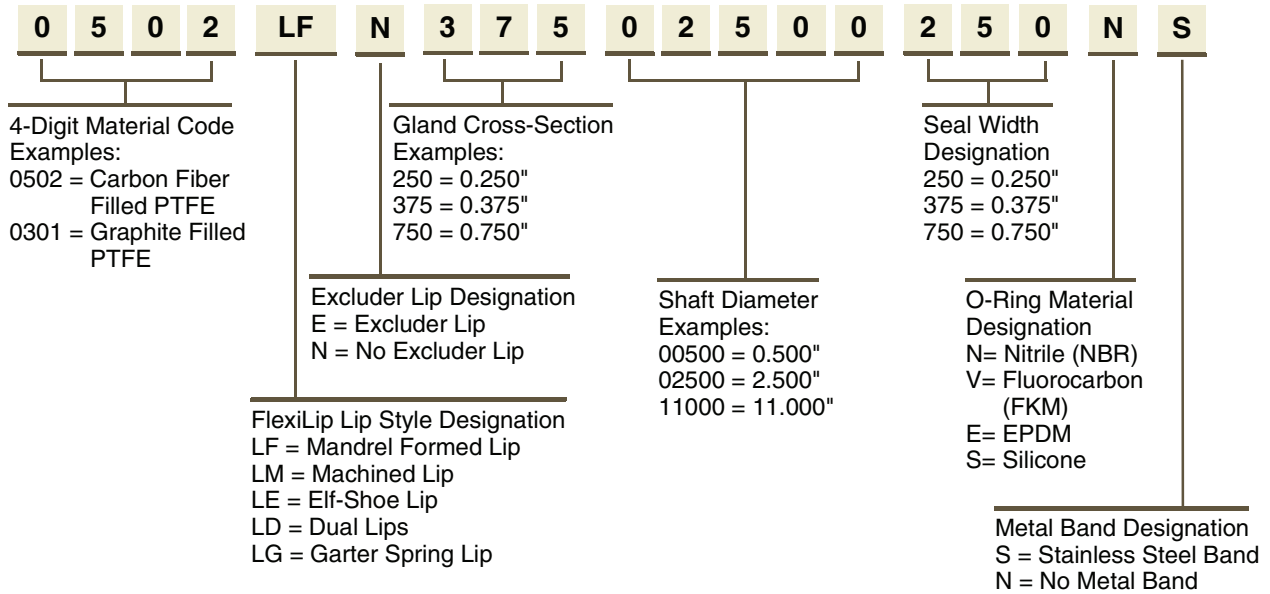 0 5 0 2 LF N 3 7 5 0 2 5 0 0 2 5 0 N S
4-Digit Material Code
Examples:
0502 = Carbon Fiber
Filled PTFE
0301 = Graphite Filled
PTFE
Gland Cross-Section
Examples:
250 = 0.250"
375 = 0.375"
750 = 0.750"
Seal Width
Designation
250 = 0.250"
375 = 0.375"
750 = 0.750"
Excluder Lip Designation
E = Excluder Lip
N = No Excluder Lip
Shaft Diameter
Examples:
00500 = 0.500"
02500 = 2.500"
11000 = 11.000"
O-Ring Material
Designation
N= Nitrile (NBR)
V= Fluorocarbon
(FKM)
E= EPDM
S= Silicone
FlexiLip Lip Style Designation
LF = Mandrel Formed Lip
LM = Machined Lip
LE = Elf-Shoe Lip
LD = Dual Lips
LG = Garter Spring Lip
Metal Band Designation
S = Stainless Steel Band
N = No Metal Band